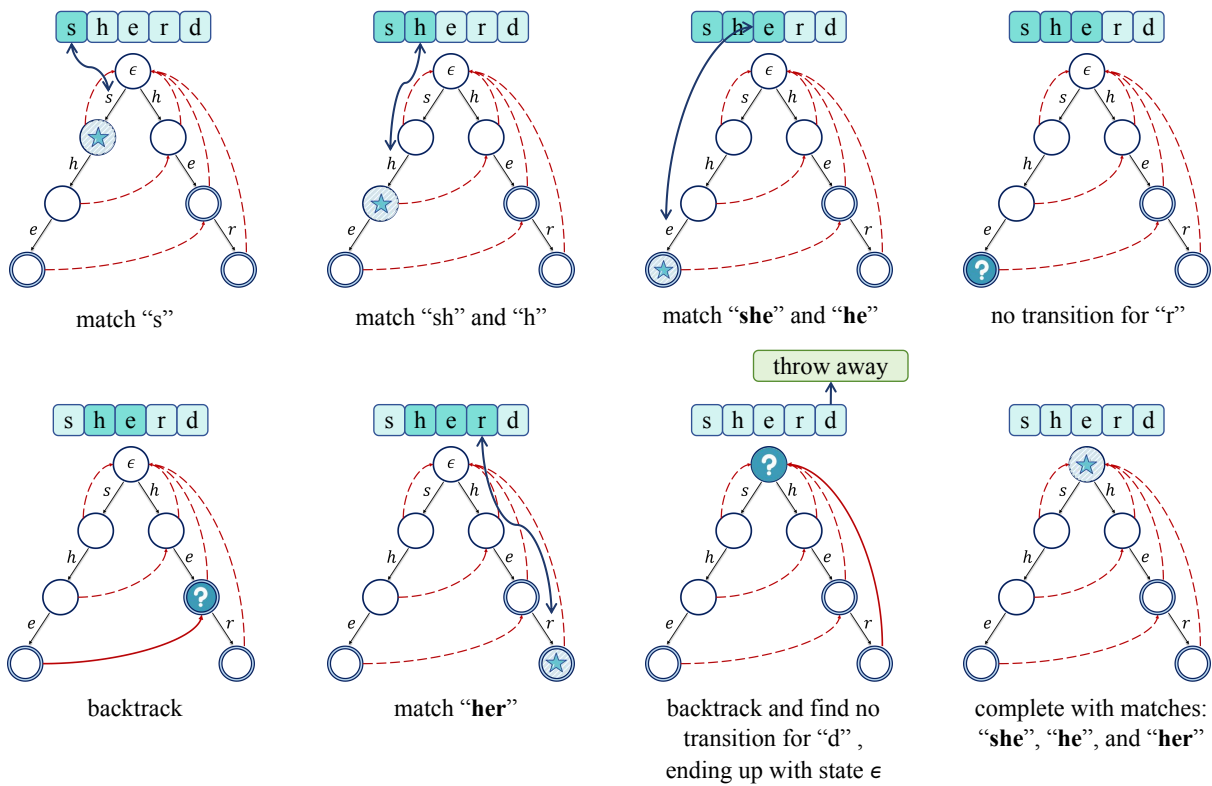 s h e r d
ϵ
s h
h e
e r
match “s”
s h e r d
ϵ
s h
h e
e r
match “sh” and “h”
s h e r d
ϵ
s h
h e
e r
match “she” and “he”
s h e r d
ϵ
s h
h e
e r
no transition for “r”
s h e r d
ϵ
s h
h e
?
e r
backtrack
s h e r d
ϵ
s h
h e
e r
match “her”
throw away
s h e r d
?
s h
h e
e r
backtrack and find no
transition for “d” ,
ending up with state ϵ
s h e r d
s h
h e
e r
complete with matches:
“she”, “he”, and “her”